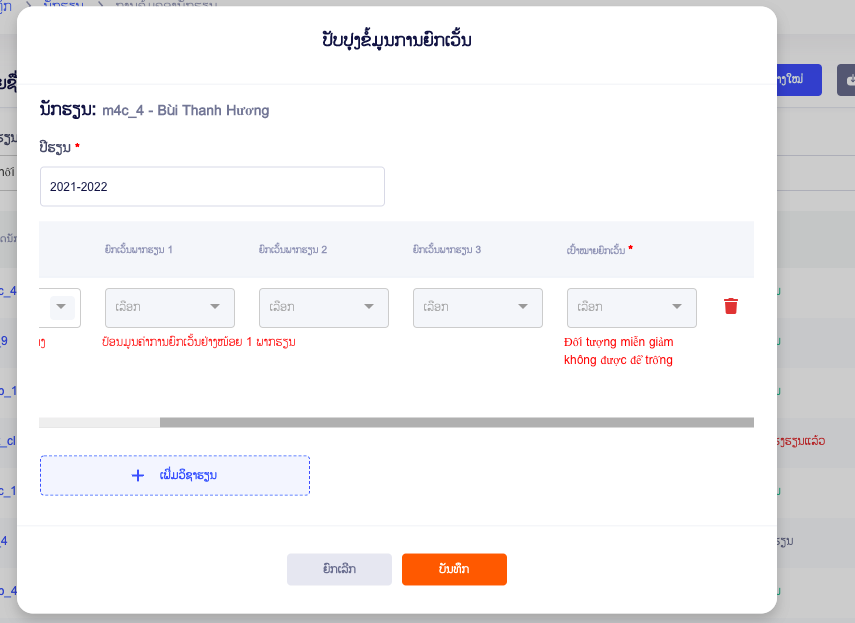 ນັກຮຽນ
ປັບປຸງຂໍ້ມູນການຍົກເວັ້ນ
ນັກຮຽນ: m4c_4 - Bùi Thanh Hương
ປີຮຽນ *
2021-2022
ຍົກເວັ້ນພາກຮຽນ 1 ຍົກເວັ້ນພາກຮຽນ 2 ຍົກເວັ້ນພາກຮຽນ 3 ເປົ້າໝາຍຍົກເວັ້ນ *
ເລືອກ ເລືອກ ເລືອກ ເລືອກ
ປ້ອນມູນຄ່າການຍົກເວັ້ນຢ່າງໜ້ອຍ 1 ພາກຮຽນ Đối tượng miễn giảm
không được để trống
ເພີ່ມວິຊາຮຽນ
ຍົກເລີກ ບັນທຶກ